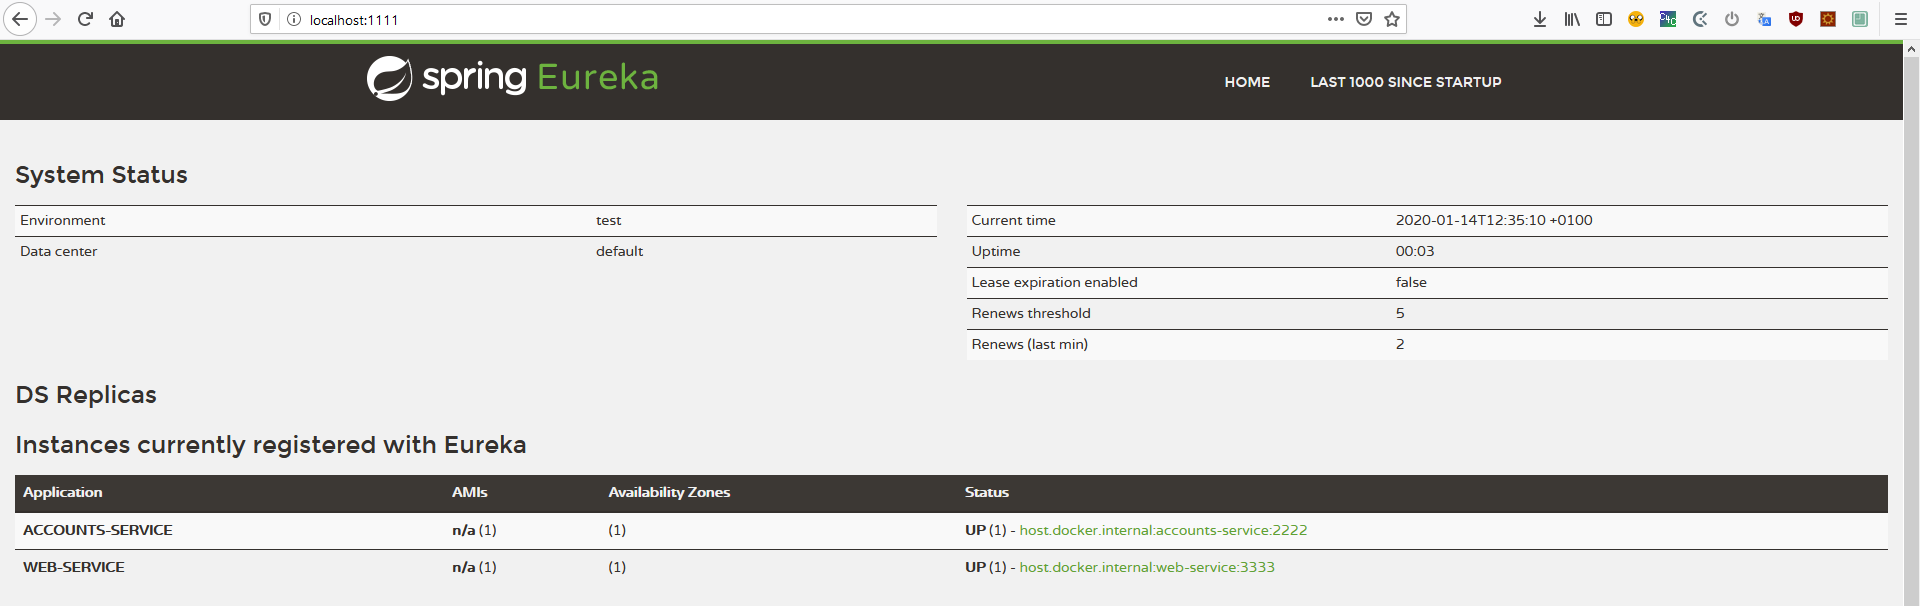 localhost:1111
spring Eureka
HOME LAST 1000 SINCE STARTUP
System Status
Environment test
Data center default
Current time 2020-01-14T12:35:10 +0100
Uptime 00:03
Lease expiration enabled false
Renews threshold 5
Renews (last min) 2
DS Replicas
Instances currently registered with Eureka
Application AMIs Availability Zones Status
ACCOUNTS-SERVICE n/a (1) (1) UP (1) - host.docker.internal:accounts-service:2222
WEB-SERVICE n/a (1) (1) UP (1) - host.docker.internal:web-service:3333